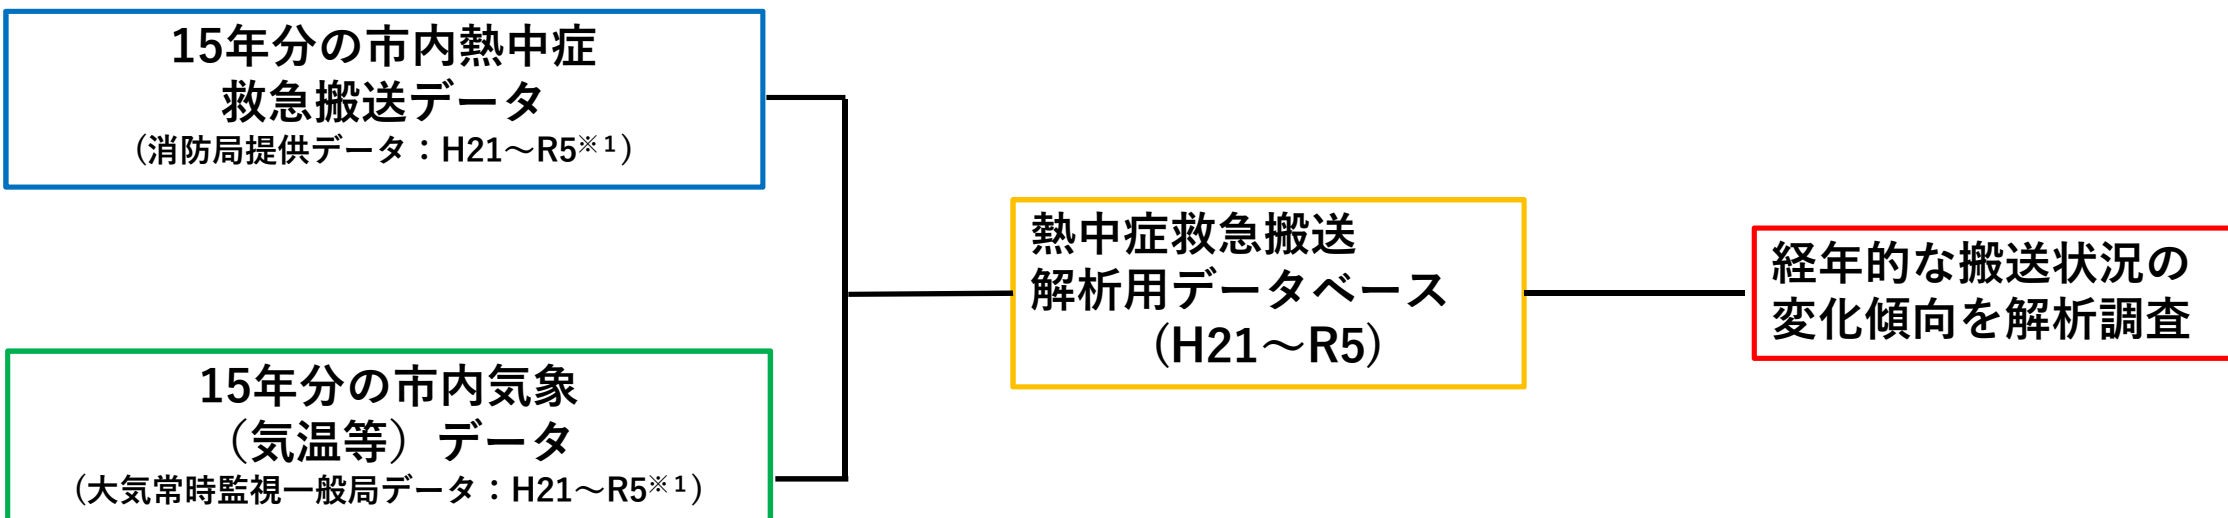 15年分の市内熱中症
救急搬送データ
(消防局提供データ：H21～R5※1)
15年分の市内気象
（気温等）データ
(大気常時監視一般局データ：H21～R5※1)
熱中症救急搬送
解析用データベース
(H21～R5)
経年的な搬送状況の
変化傾向を解析調査